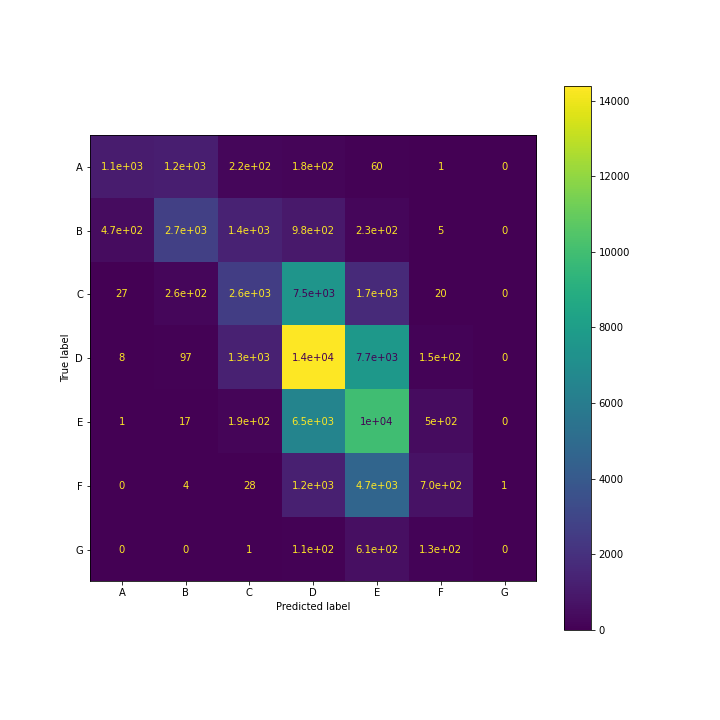 14000
A 1.1e+03 1.2e+03 2.2e+02 1.8e+02 60 1 0
12000
B 4.7e+02 2.7e+03 1.4e+03 9.8e+02 2.3e+02 5 0
10000
C 27 2.6e+02 2.6e+03 7.5e+03 1.7e+03 20 0
8000
True label
D 8 97 1.3e+03 1.4e+04 7.7e+03 1.5e+02 0
6000
E 1 17 1.9e+02 6.5e+03 1e+04 5e+02 0
4000
F 0 4 28 1.2e+03 4.7e+03 7.0e+02 1
2000
G 0 0 1 1.1e+02 6.1e+02 1.3e+02 0
0
A B C D E F G
Predicted label